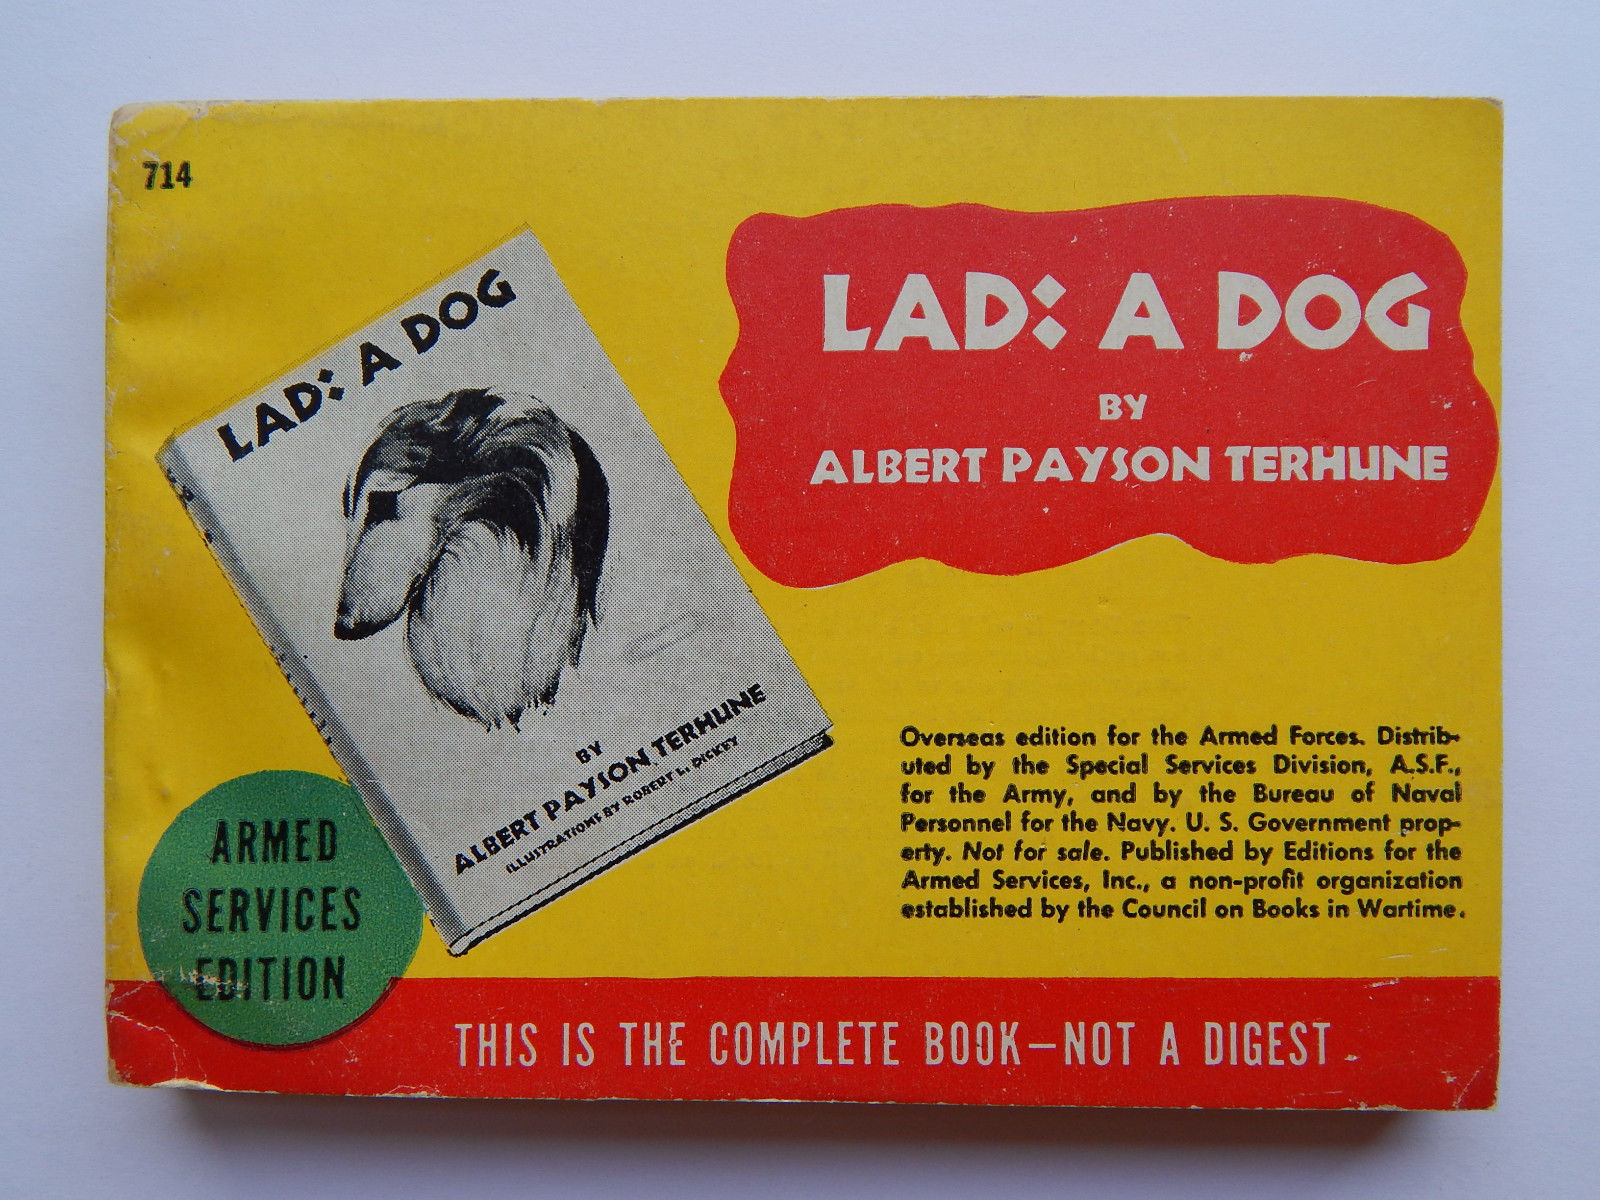 714
LAD: A DOG
BY
ALBERT PAYSON TERHUNE
LAD: A DOG
BY
ALBERT PAYSON TERHUNE
ILLUSTRATIONS BY ROBERT L. DICKEY
Overseas edition for the Armed Forces. Distrib-
uted by the Special Services Division, A.S.F.,
for the Army, and by the Bureau of Naval
Personnel for the Navy. U. S. Government prop-
erty. Not for sale. Published by Editions for the
Armed Services, Inc., a non-profit organization
established by the Council on Books in Wartime.
ARMED
SERVICES
EDITION
THIS IS THE COMPLETE BOOK—NOT A DIGEST